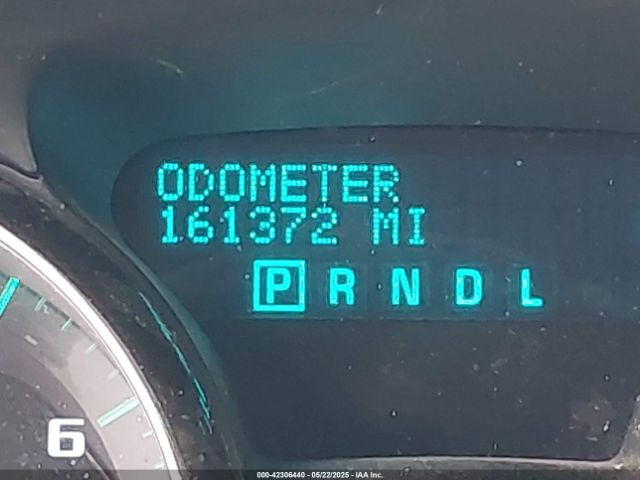 ODOMETER
161372 MI
P R N D L
6
000-42306440 - 05/22/2025 - IAA Inc.